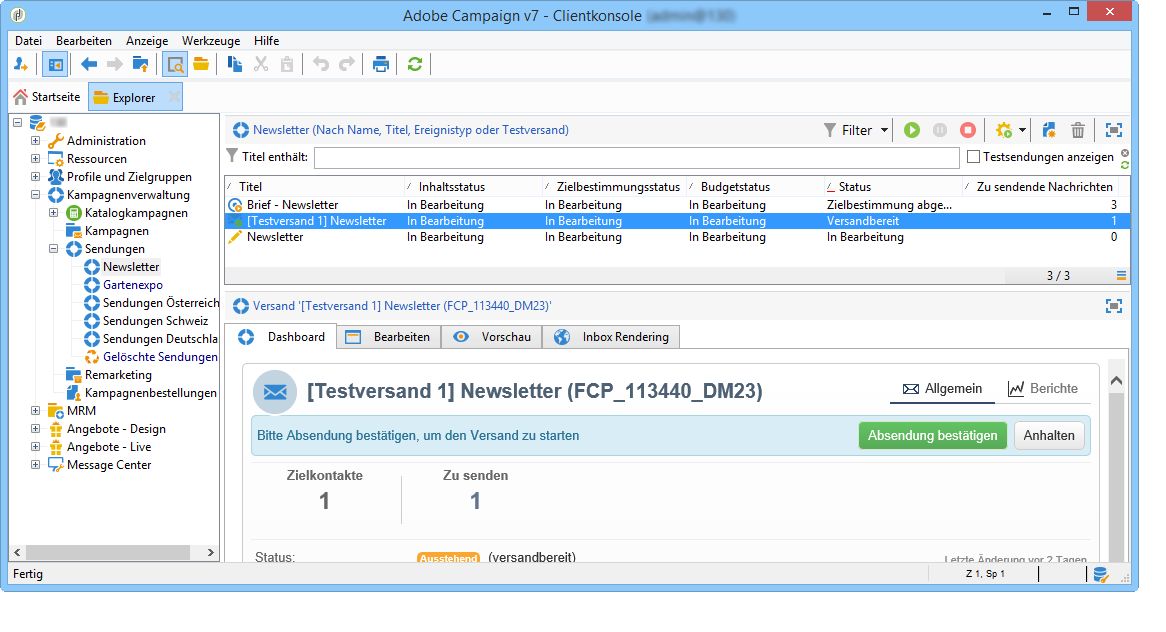 Adobe Campaign v7 - Clientkonsole
Datei Bearbeiten Anzeige Werkzeuge Hilfe
Startseite Explorer
Administration
Ressourcen
Profile und Zielgruppen
Kampagnenverwaltung
Katalogkampagnen
Kampagnen
Sendungen
Newsletter
Gartenexpo
Sendungen Österreich
Sendungen Schweiz
Sendungen Deutschla
Gelöschte Sendungen
Remarketing
Kampagnenbestellungen
MRM
Angebote - Design
Angebote - Live
Message Center
Newsletter (Nach Name, Titel, Ereignistyp oder Testversand) Filter
Titel enthält: Testsendungen anzeigen
Titel Inhaltsstatus Zielbestimmungsstatus Budgetstatus Status Zu sendende Nachrichten
Brief - Newsletter In Bearbeitung In Bearbeitung In Bearbeitung Zielbestimmung abge... 3
[Testversand 1] Newsletter In Bearbeitung In Bearbeitung In Bearbeitung Versandbereit 1
Newsletter In Bearbeitung In Bearbeitung In Bearbeitung In Bearbeitung 0
3 / 3
Versand '[Testversand 1] Newsletter (FCP_113440_DM23)'
Dashboard Bearbeiten Vorschau Inbox Rendering
[Testversand 1] Newsletter (FCP_113440_DM23) Allgemein Berichte
Bitte Absendung bestätigen, um den Versand zu starten Absendung bestätigen Anhalten
Zielkontakte Zu senden
1 1
Status: Ausstehend (versandbereit) Letzte Änderung vor 2 Tagen
Fertig Z 1, Sp 1